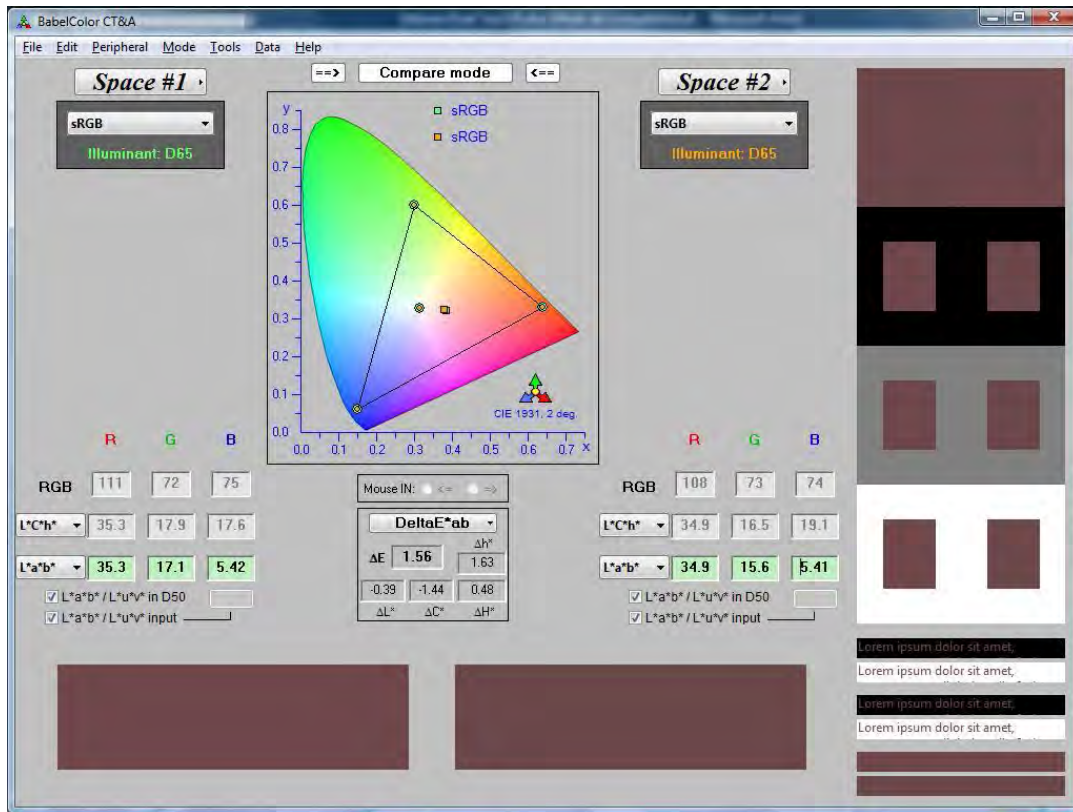 BabelColor CT&A
File Edit Peripheral Mode Tools Data Help
Space #1
==> Compare mode <==
Space #2
sRGB
Illuminant: D65
y
sRGB
sRGB
0.8
0.7
0.6
0.5
0.4
0.3
0.2
0.1
0.0
0.0 0.1 0.2 0.3 0.4 0.5 0.6 0.7 x
CIE 1931, 2 deg.
sRGB
Illuminant: D65
R G B
RGB 111 72 75
L*C*h* 35.3 17.9 17.6
L*a*b* 35.3 17.1 5.42
L*a*b* / L*u*v* in D50
L*a*b* / L*u*v* input
Mouse IN: <= =>
DeltaE*ab
ΔE 1.56
Δh*
1.63
-0.39 -1.44 0.48
ΔL* ΔC* ΔH*
R G B
RGB 108 73 74
L*C*h* 34.9 16.5 19.1
L*a*b* 34.9 15.6 5.41
L*a*b* / L*u*v* in D50
L*a*b* / L*u*v* input
Lorem ipsum dolor sit amet,
Lorem ipsum dolor sit amet,
Lorem ipsum dolor sit amet,
Lorem ipsum dolor sit amet,